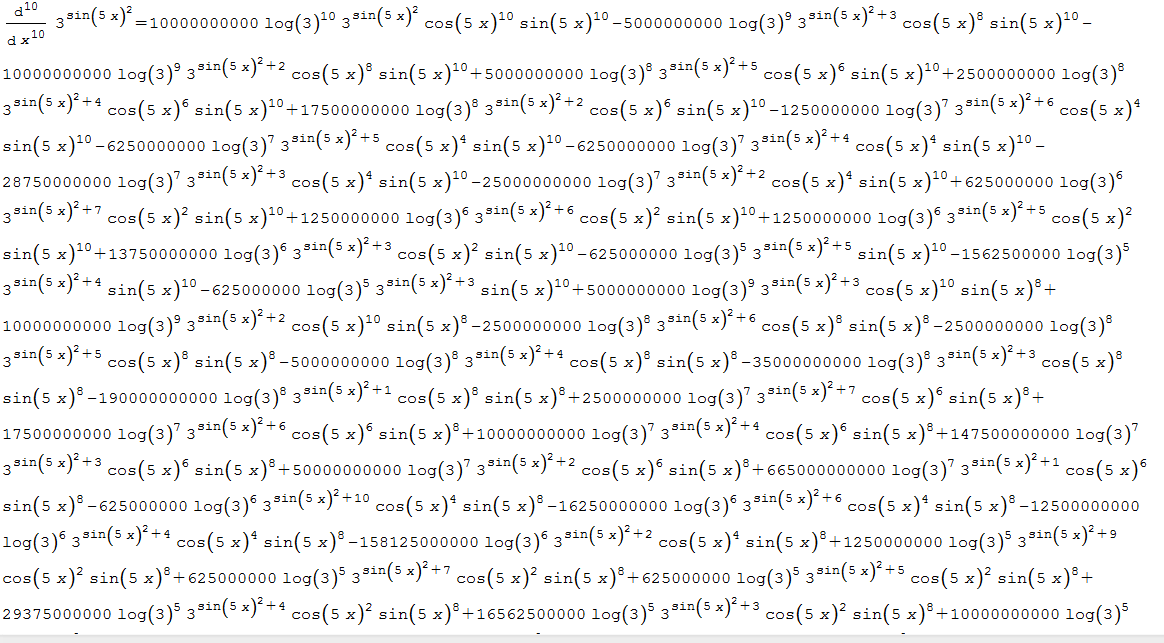 d^10/dx^10 3^(sin(5 x)^2)=10000000000 log(3)^10 3^(sin(5 x)^2) cos(5 x)^10 sin(5 x)^10-5000000000 log(3)^9 3^(sin(5 x)^2+3) cos(5 x)^8 sin(5 x)^10-
10000000000 log(3)^9 3^(sin(5 x)^2+2) cos(5 x)^8 sin(5 x)^10+5000000000 log(3)^8 3^(sin(5 x)^2+5) cos(5 x)^6 sin(5 x)^10+2500000000 log(3)^8
3^(sin(5 x)^2+4) cos(5 x)^6 sin(5 x)^10+17500000000 log(3)^8 3^(sin(5 x)^2+2) cos(5 x)^6 sin(5 x)^10-1250000000 log(3)^7 3^(sin(5 x)^2+6) cos(5 x)^4
sin(5 x)^10-6250000000 log(3)^7 3^(sin(5 x)^2+5) cos(5 x)^4 sin(5 x)^10-6250000000 log(3)^7 3^(sin(5 x)^2+4) cos(5 x)^4 sin(5 x)^10-
28750000000 log(3)^7 3^(sin(5 x)^2+3) cos(5 x)^4 sin(5 x)^10-25000000000 log(3)^7 3^(sin(5 x)^2+2) cos(5 x)^4 sin(5 x)^10+625000000 log(3)^6
3^(sin(5 x)^2+7) cos(5 x)^2 sin(5 x)^10+1250000000 log(3)^6 3^(sin(5 x)^2+6) cos(5 x)^2 sin(5 x)^10+1250000000 log(3)^6 3^(sin(5 x)^2+5) cos(5 x)^2
sin(5 x)^10+13750000000 log(3)^6 3^(sin(5 x)^2+3) cos(5 x)^2 sin(5 x)^10-625000000 log(3)^5 3^(sin(5 x)^2+5) sin(5 x)^10-1562500000 log(3)^5
3^(sin(5 x)^2+4) sin(5 x)^10-625000000 log(3)^5 3^(sin(5 x)^2+3) sin(5 x)^10+5000000000 log(3)^9 3^(sin(5 x)^2+3) cos(5 x)^10 sin(5 x)^8+
10000000000 log(3)^9 3^(sin(5 x)^2+2) cos(5 x)^10 sin(5 x)^8-2500000000 log(3)^8 3^(sin(5 x)^2+6) cos(5 x)^8 sin(5 x)^8-2500000000 log(3)^8
3^(sin(5 x)^2+5) cos(5 x)^8 sin(5 x)^8-5000000000 log(3)^8 3^(sin(5 x)^2+4) cos(5 x)^8 sin(5 x)^8-35000000000 log(3)^8 3^(sin(5 x)^2+3) cos(5 x)^8
sin(5 x)^8-190000000000 log(3)^8 3^(sin(5 x)^2+1) cos(5 x)^8 sin(5 x)^8+2500000000 log(3)^7 3^(sin(5 x)^2+7) cos(5 x)^6 sin(5 x)^8+
17500000000 log(3)^7 3^(sin(5 x)^2+6) cos(5 x)^6 sin(5 x)^8+10000000000 log(3)^7 3^(sin(5 x)^2+4) cos(5 x)^6 sin(5 x)^8+147500000000 log(3)^7
3^(sin(5 x)^2+3) cos(5 x)^6 sin(5 x)^8+50000000000 log(3)^7 3^(sin(5 x)^2+2) cos(5 x)^6 sin(5 x)^8+665000000000 log(3)^7 3^(sin(5 x)^2+1) cos(5 x)^6
sin(5 x)^8-625000000 log(3)^6 3^(sin(5 x)^2+10) cos(5 x)^4 sin(5 x)^8-16250000000 log(3)^6 3^(sin(5 x)^2+6) cos(5 x)^4 sin(5 x)^8-12500000000
log(3)^6 3^(sin(5 x)^2+4) cos(5 x)^4 sin(5 x)^8-158125000000 log(3)^6 3^(sin(5 x)^2+2) cos(5 x)^4 sin(5 x)^8+1250000000 log(3)^5 3^(sin(5 x)^2+9)
cos(5 x)^2 sin(5 x)^8+625000000 log(3)^5 3^(sin(5 x)^2+7) cos(5 x)^2 sin(5 x)^8+625000000 log(3)^5 3^(sin(5 x)^2+5) cos(5 x)^2 sin(5 x)^8+
29375000000 log(3)^5 3^(sin(5 x)^2+4) cos(5 x)^2 sin(5 x)^8+16562500000 log(3)^5 3^(sin(5 x)^2+3) cos(5 x)^2 sin(5 x)^8+10000000000 log(3)^5